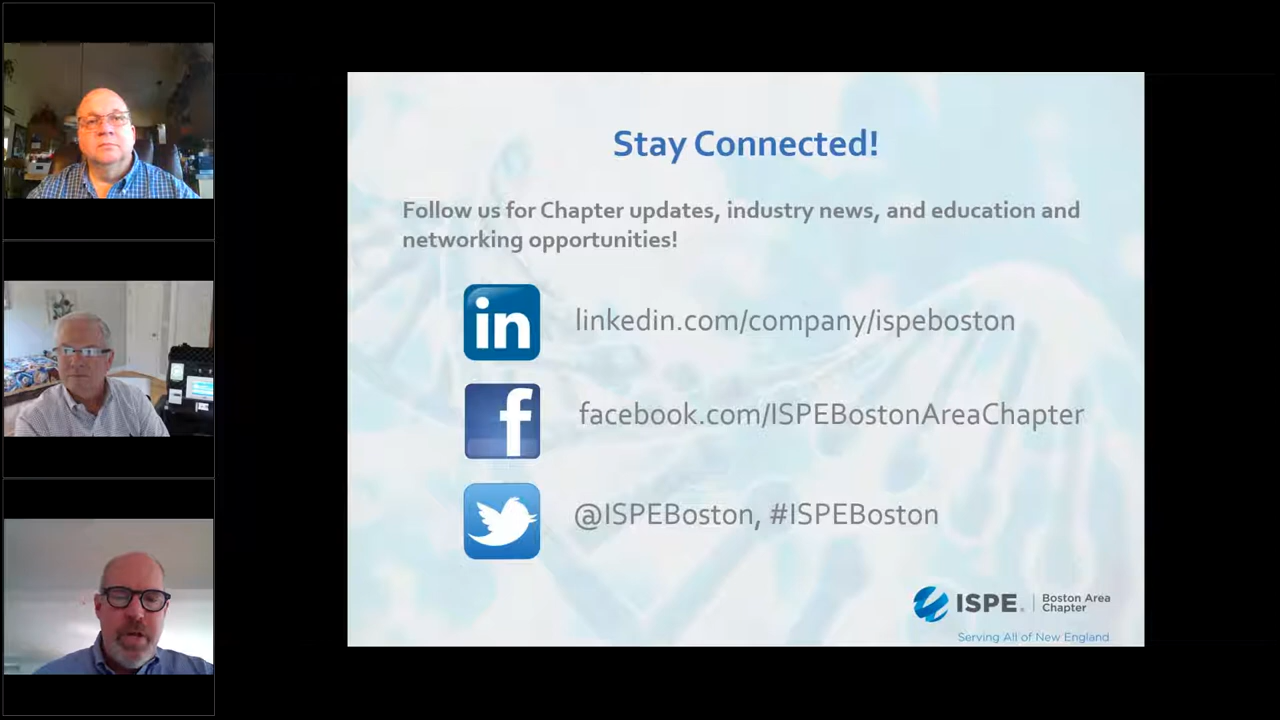 Stay Connected!
Follow us for Chapter updates, industry news, and education and
networking opportunities!
in
linkedin.com/company/ispeboston
f
facebook.com/ISPEBostonAreaChapter
@ISPEBoston, #ISPEBoston
ISPE® | Boston Area
Chapter
Serving All of New England